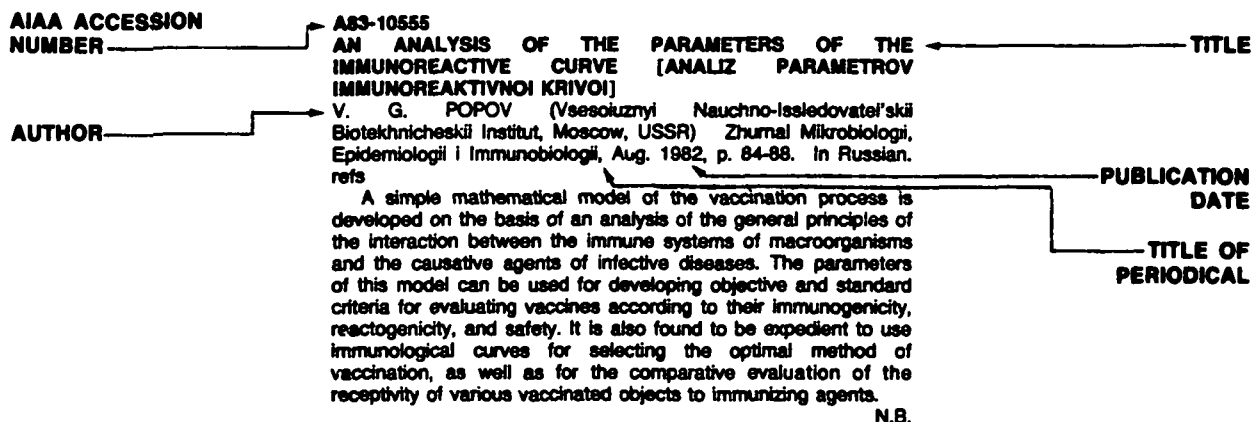 AIAA ACCESSION
NUMBER
A83-10555
AN ANALYSIS OF THE PARAMETERS OF THE
IMMUNOREACTIVE CURVE [ANALIZ PARAMETROV
IMMUNOREAKTIVNOI KRIVOI]
TITLE
AUTHOR
V. G. POPOV (Vsesoiuznyi Nauchno-Issledovatel'skii
Biotekhnicheskii Institut, Moscow, USSR) Zhurnal Mikrobiologii,
Epidemiologii i Immunobiologii, Aug. 1982, p. 84-88. In Russian.
refs
PUBLICATION
DATE
TITLE OF
PERIODICAL
A simple mathematical model of the vaccination process is
developed on the basis of an analysis of the general principles of
the interaction between the immune systems of macroorganisms
and the causative agents of infective diseases. The parameters
of this model can be used for developing objective and standard
criteria for evaluating vaccines according to their immunogenicity,
reactogenicity, and safety. It is also found to be expedient to use
immunological curves for selecting the optimal method of
vaccination, as well as for the comparative evaluation of the
receptivity of various vaccinated objects to immunizing agents.
N.B.